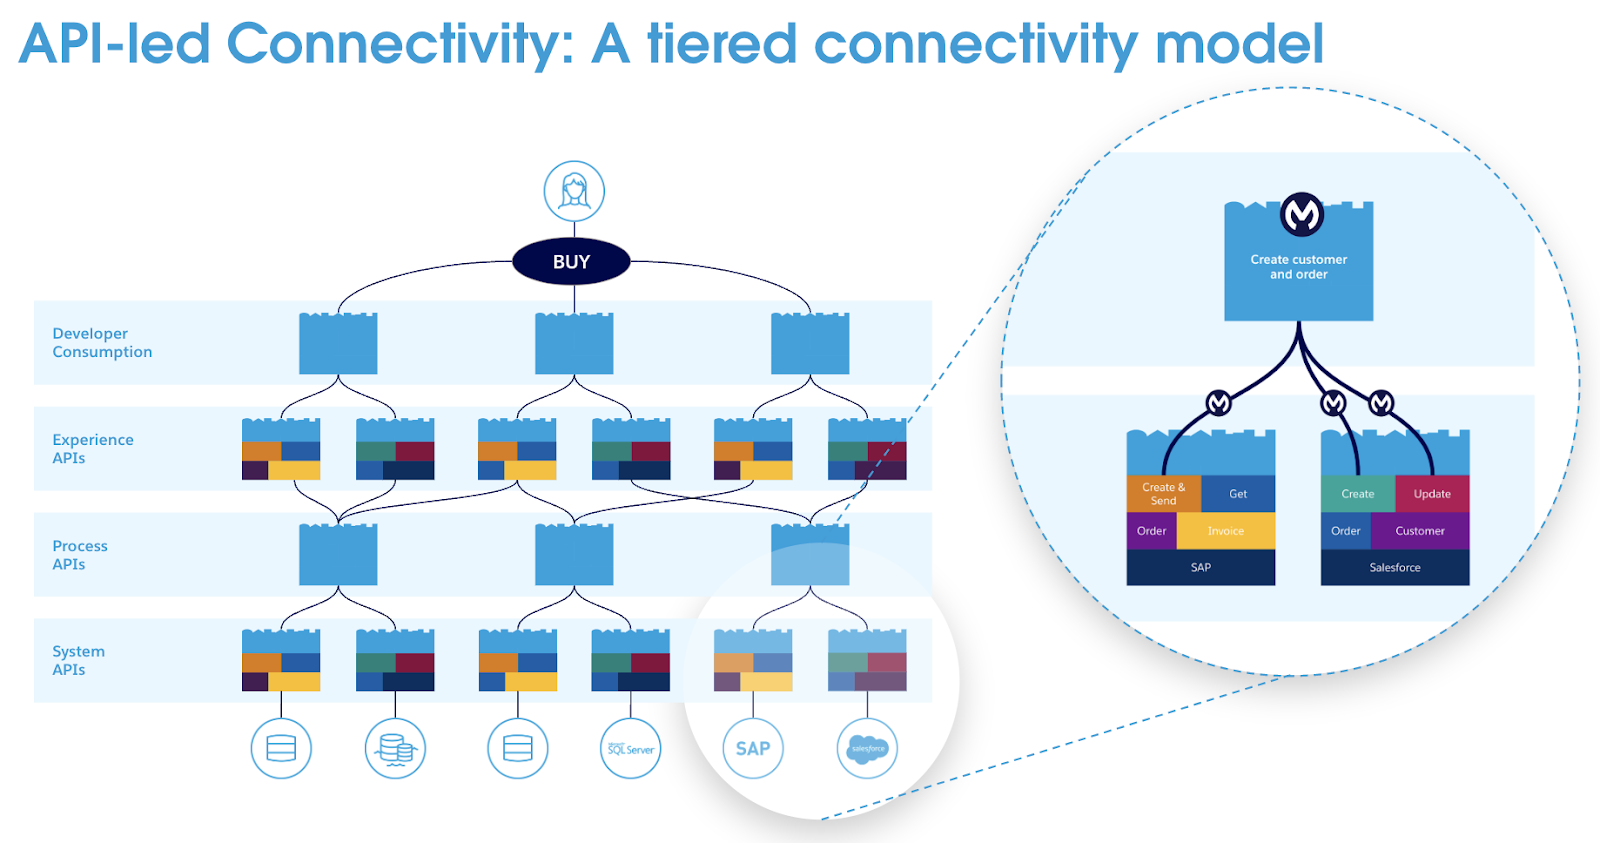 API-led Connectivity: A tiered connectivity model
BUY
Developer
Consumption
Experience
APIs
Process
APIs
System
APIs
SQL Server
SAP
salesforce
Create customer
and order
Create &
Send
Get
Order
Invoice
SAP
Create
Update
Order
Customer
Salesforce